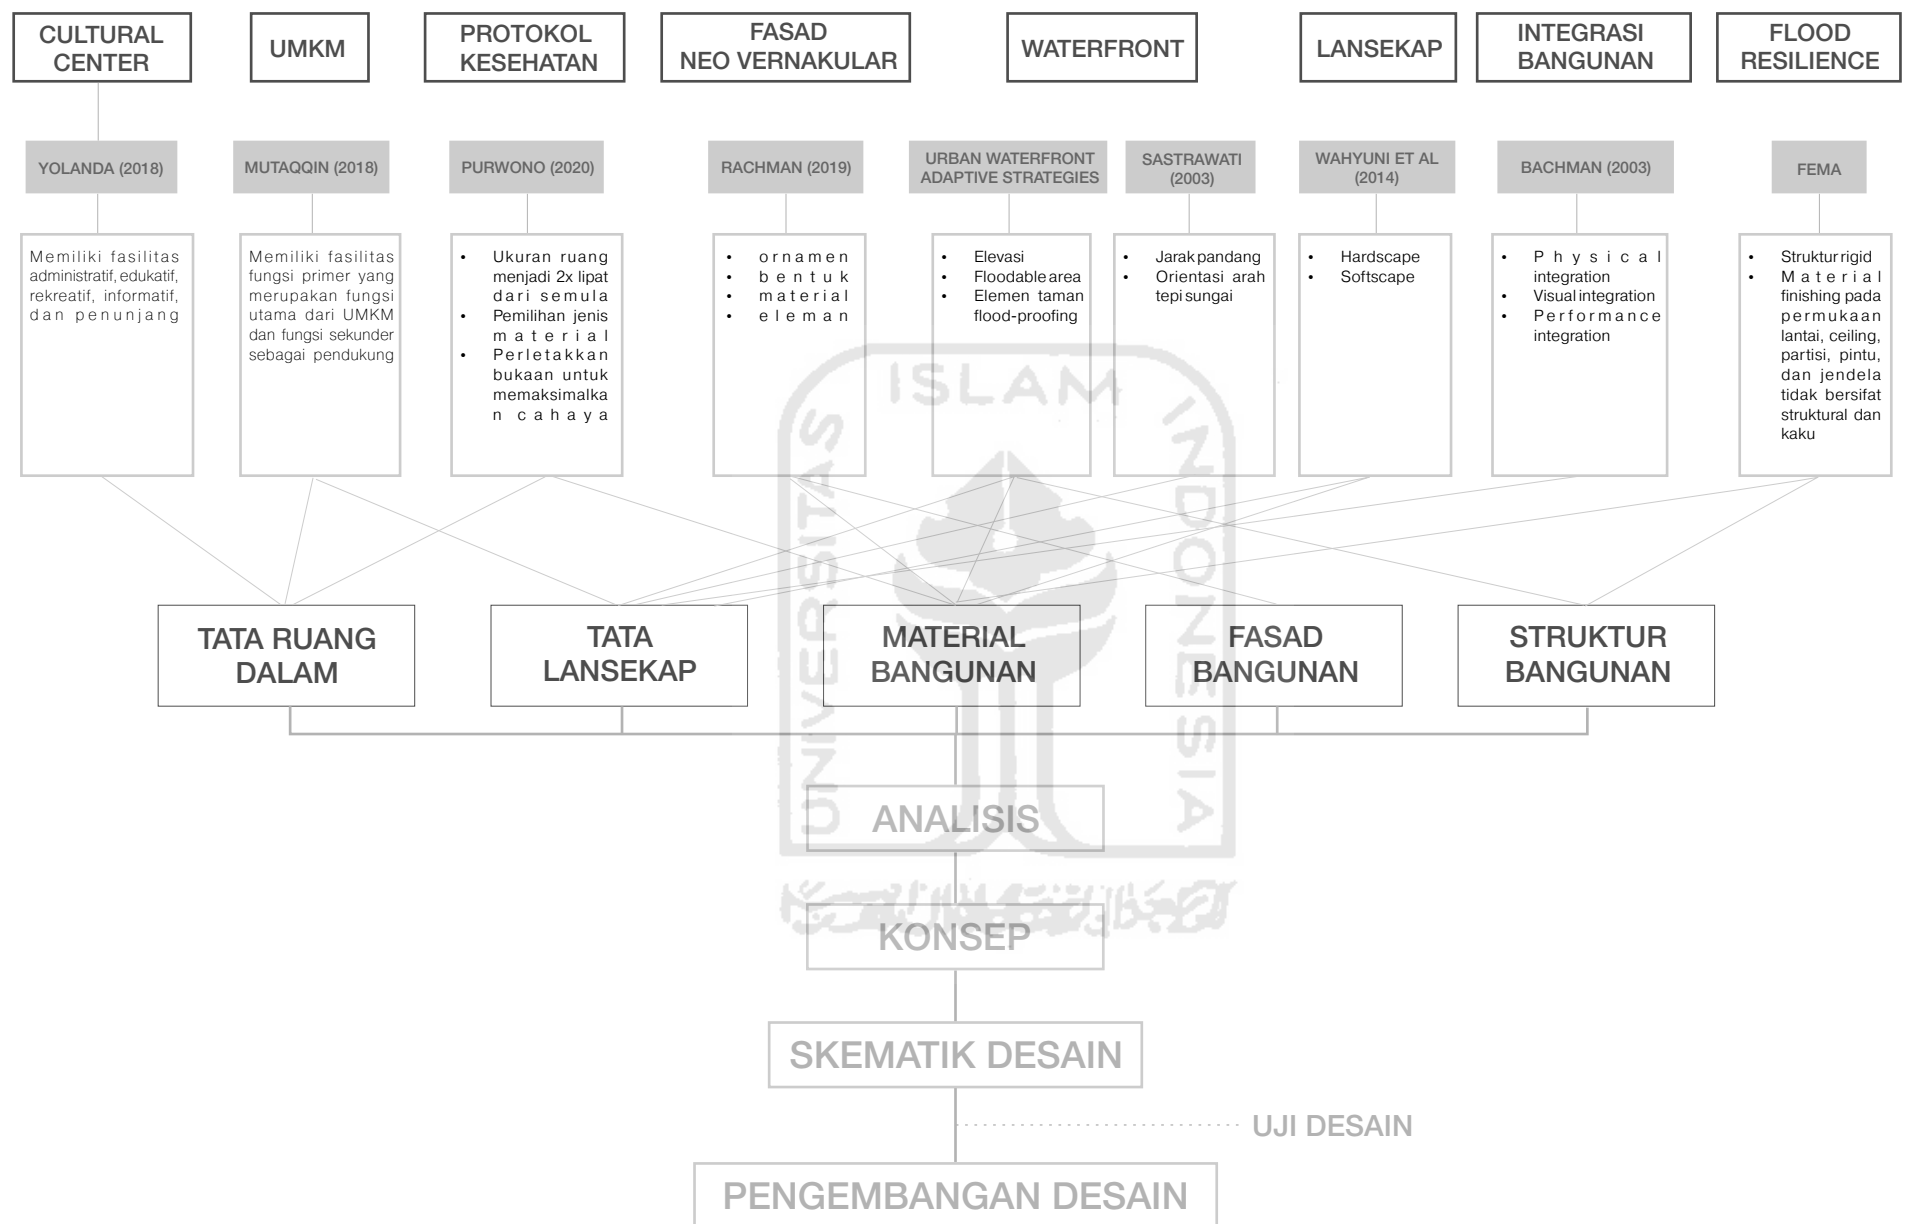 CULTURAL
CENTER
UMKM
PROTOKOL
KESEHATAN
FASAD
NEO VERNAKULAR
WATERFRONT
LANSEKAP
INTEGRASI
BANGUNAN
FLOOD
RESILIENCE
YOLANDA (2018)
MUTAQQIN (2018)
PURWONO (2020)
RACHMAN (2019)
URBAN WATERFRONT
ADAPTIVE STRATEGIES
SASTRAWATI
(2003)
WAHYUNI ET AL
(2014)
BACHMAN (2003)
FEMA
Memiliki fasilitas
administratif, edukatif,
rekreatif, informatif,
dan penunjang
Memiliki fasilitas
fungsi primer yang
merupakan fungsi
utama dari UMKM
dan fungsi sekunder
sebagai pendukung
• Ukuran ruang
menjadi 2x lipat
dari semula
• Pemilihan jenis
material
• Perletakkan
bukaan untuk
memaksimalka
n cahaya
• ornamen
• bentuk
• material
• eleman
• Elevasi
• Floodable area
• Elemen taman
flood-proofing
• Jarak pandang
• Orientasi arah
tepi sungai
• Hardscape
• Softscape
• Physical
integration
• Visual integration
• Performance
integration
• Struktur rigid
• Material
finishing pada
permukaan
lantai, ceiling,
partisi, pintu,
dan jendela
tidak bersifat
struktural dan
kaku
TATA RUANG
DALAM
TATA
LANSEKAP
MATERIAL
BANGUNAN
FASAD
BANGUNAN
STRUKTUR
BANGUNAN
ANALISIS
KONSEP
SKEMATIK DESAIN
UJI DESAIN
PENGEMBANGAN DESAIN
UNIVERSITAS
ISLAM
INDONESIA